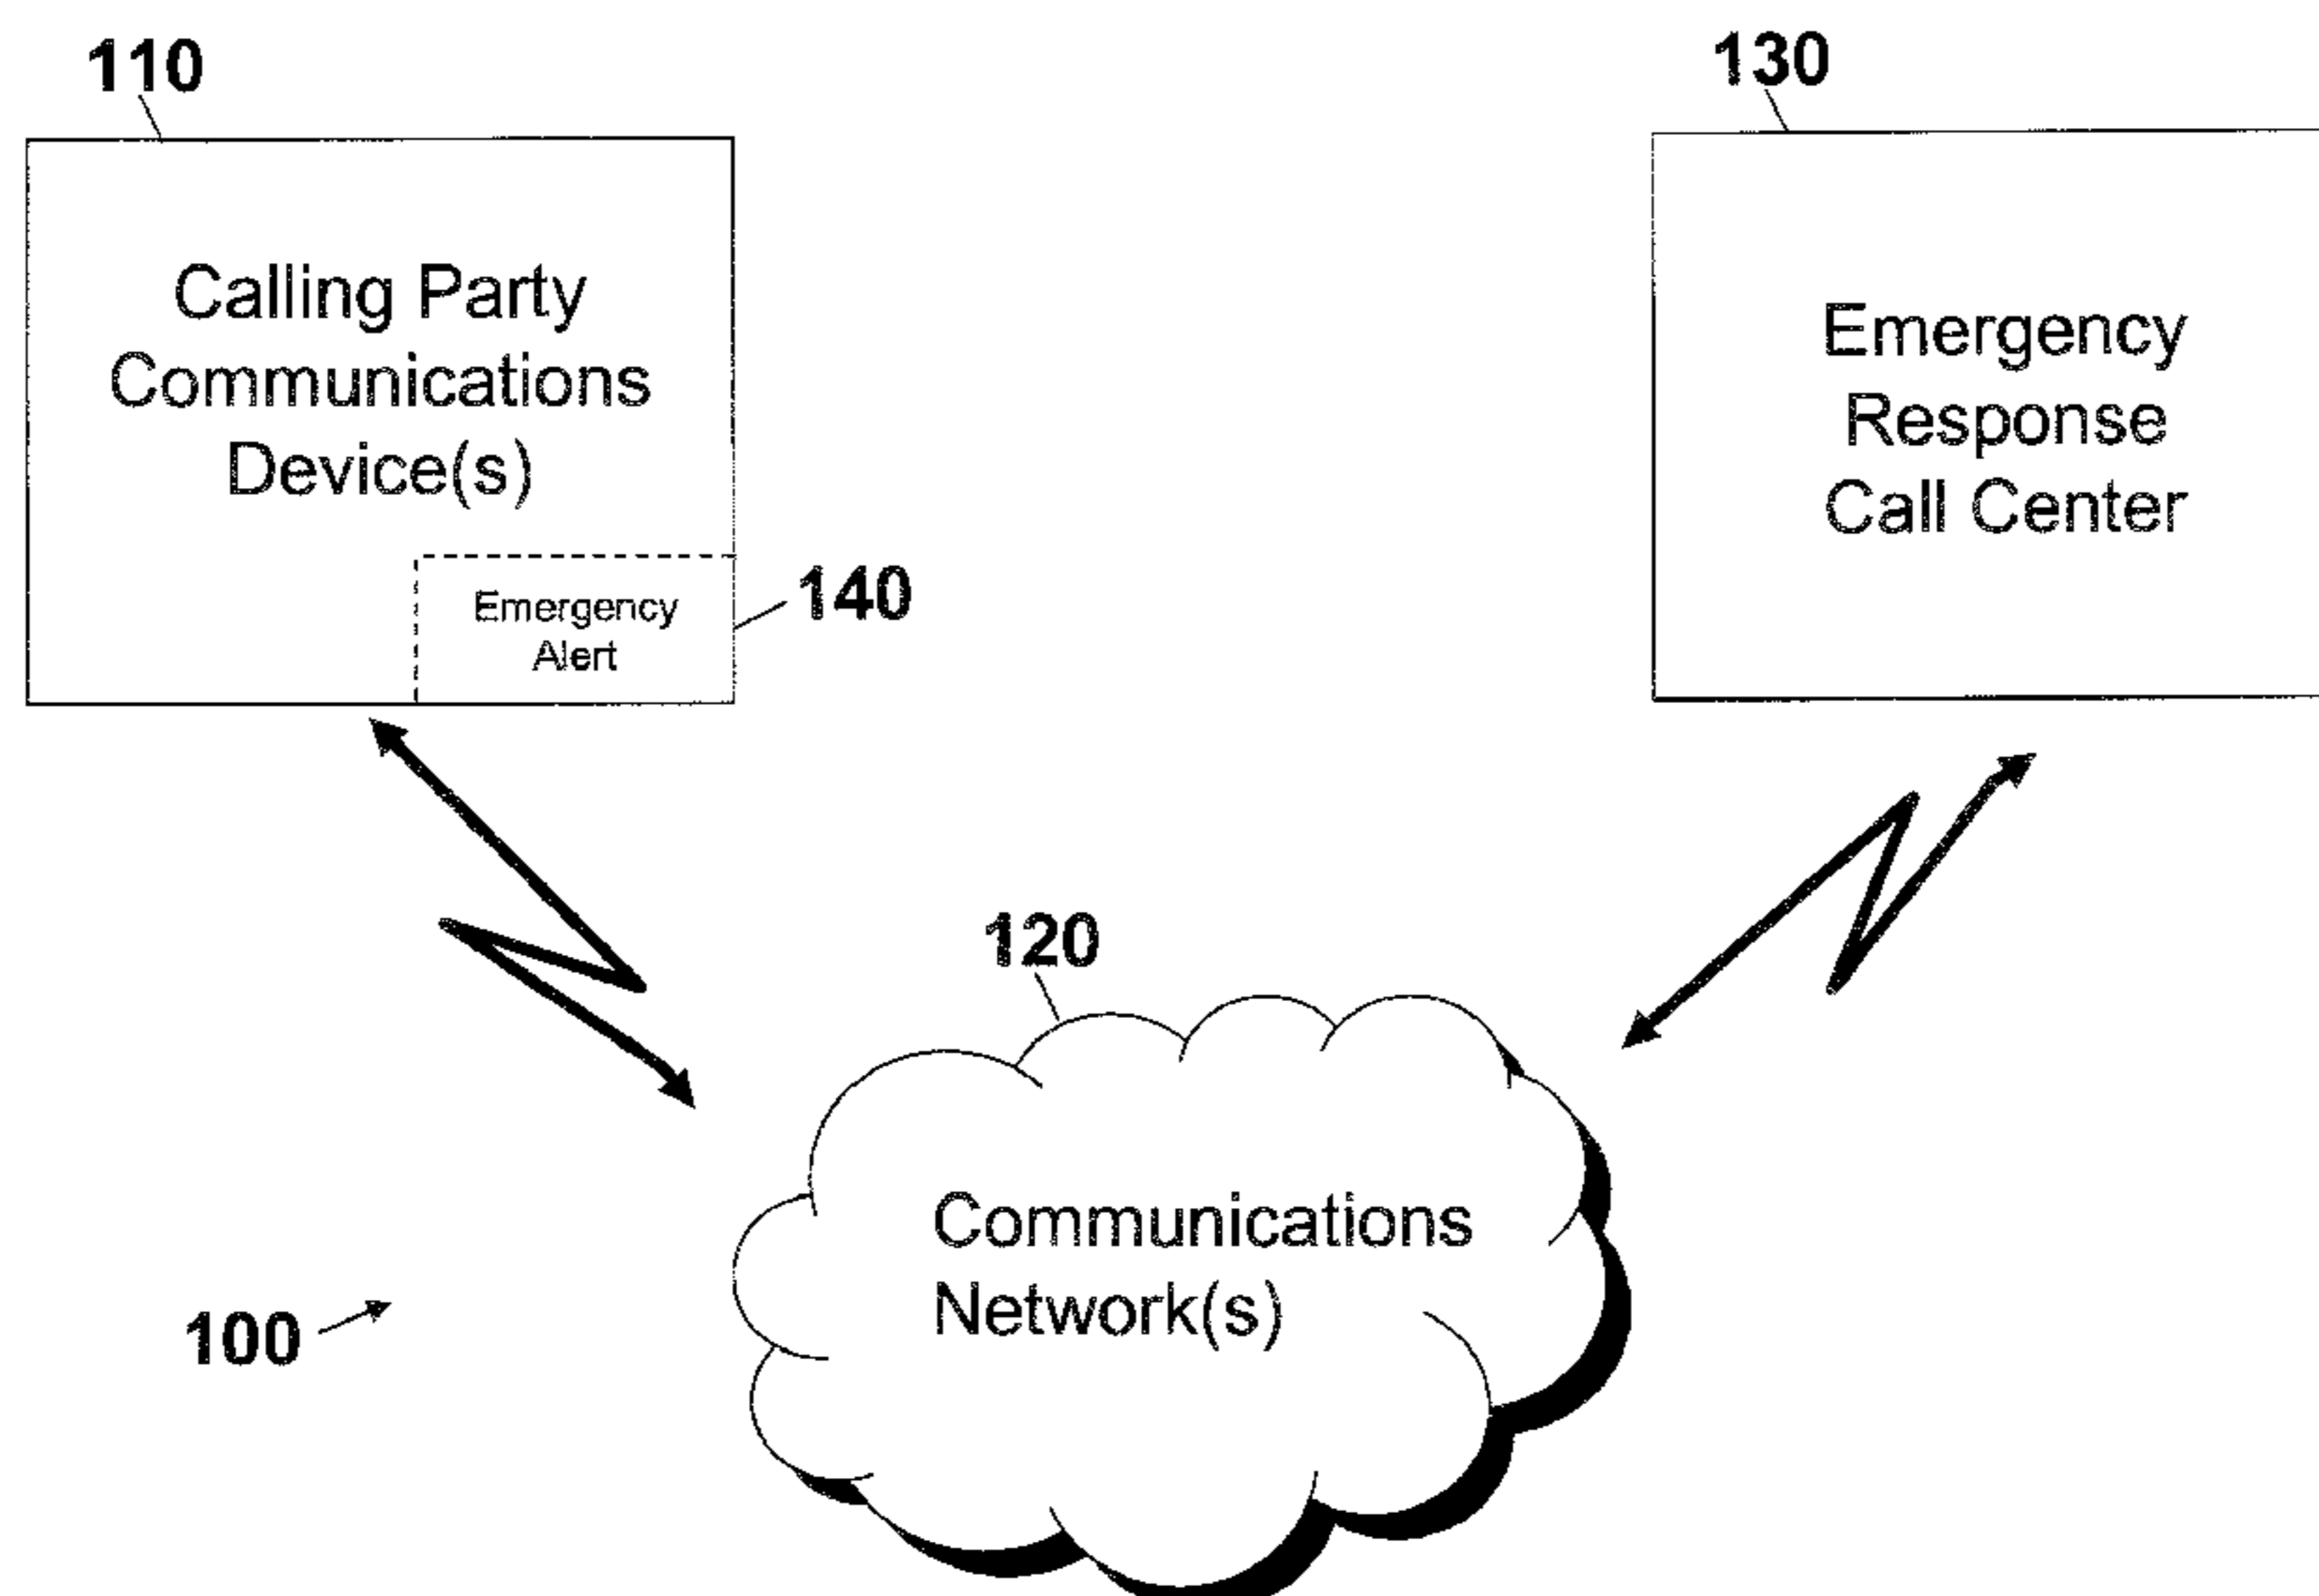 110
130
Calling Party
Communications
Device(s)
Emergency
Response
Call Center
Emergency
Alert
140
120
Communications
Network(s)
100